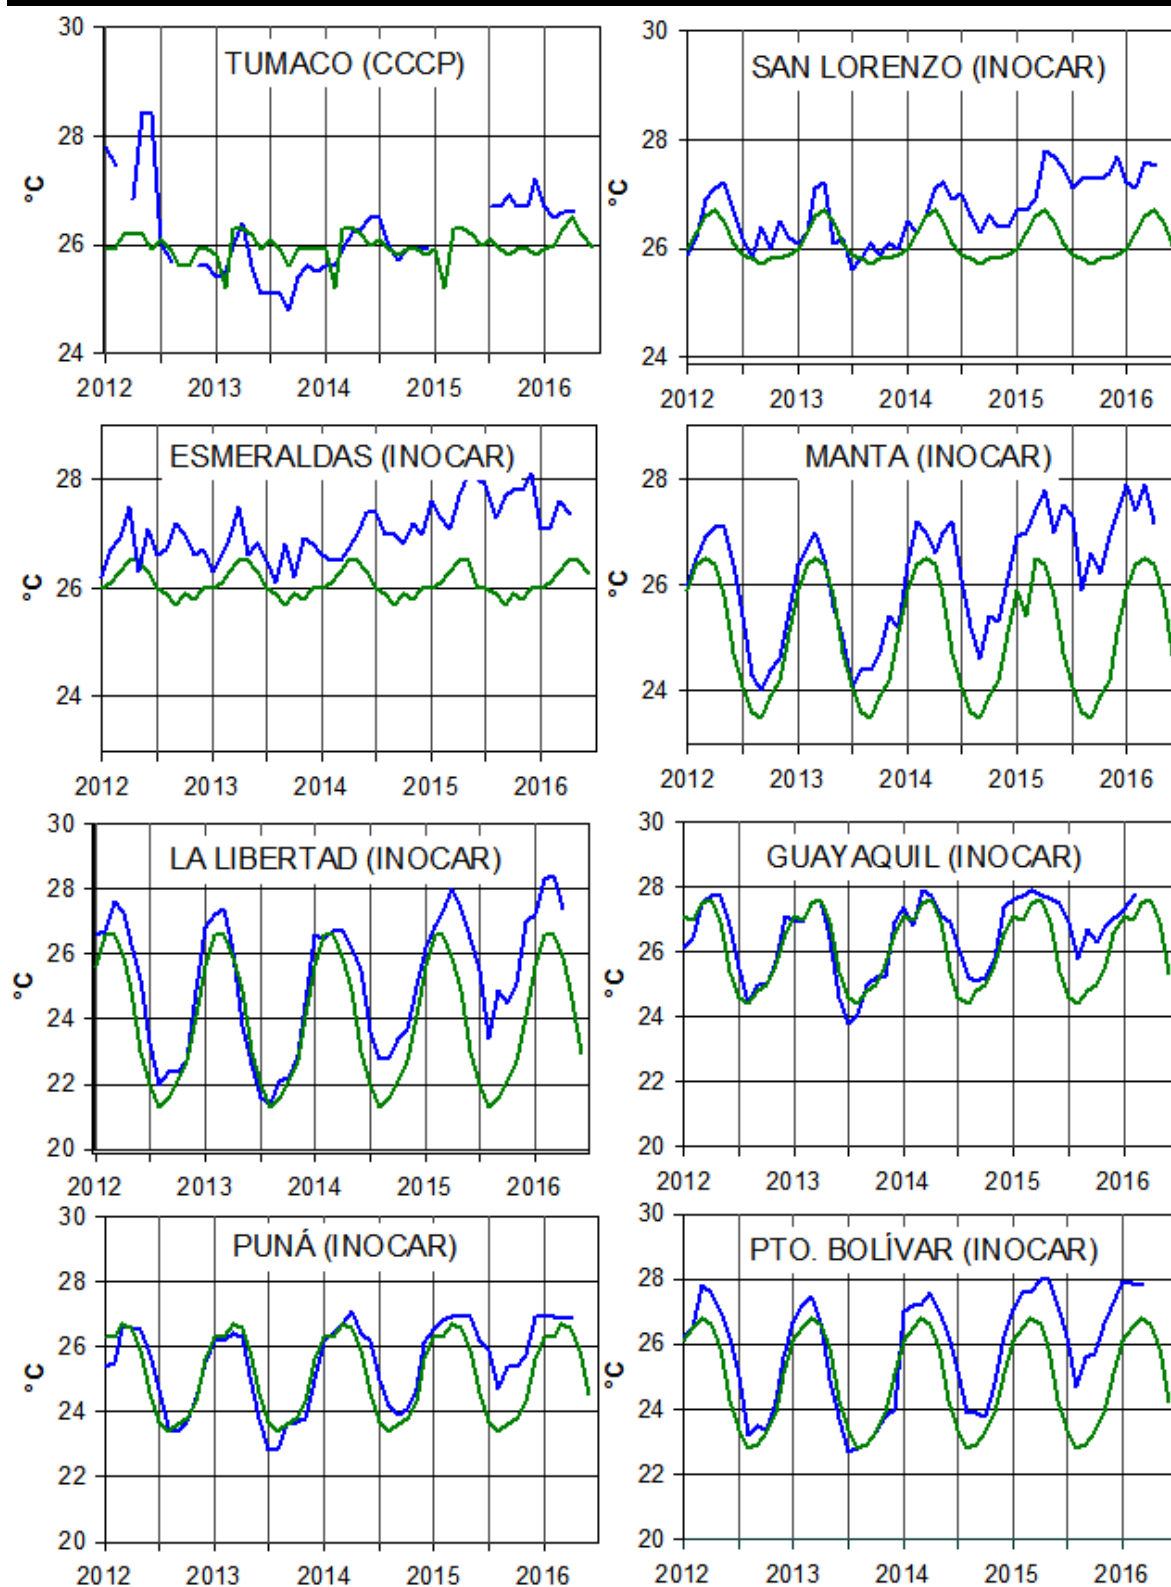 30
TUMACO (CCCP)
28
°C
26
24
2012 2013 2014 2015 2016
30
SAN LORENZO (INOCAR)
28
°C
26
24
2012 2013 2014 2015 2016
ESMERALDAS (INOCAR)
28
°C
26
24
2012 2013 2014 2015 2016
MANTA (INOCAR)
28
°C
26
24
2012 2013 2014 2015 2016
30
LA LIBERTAD (INOCAR)
28
26
°C
24
22
20
2012 2013 2014 2015 2016
30
GUAYAQUIL (INOCAR)
28
26
°C
24
22
20
2012 2013 2014 2015 2016
30
PUNÁ (INOCAR)
28
26
°C
24
22
20
2012 2013 2014 2015 2016
30
PTO. BOLÍVAR (INOCAR)
28
26
°C
24
22
20
2012 2013 2014 2015 2016